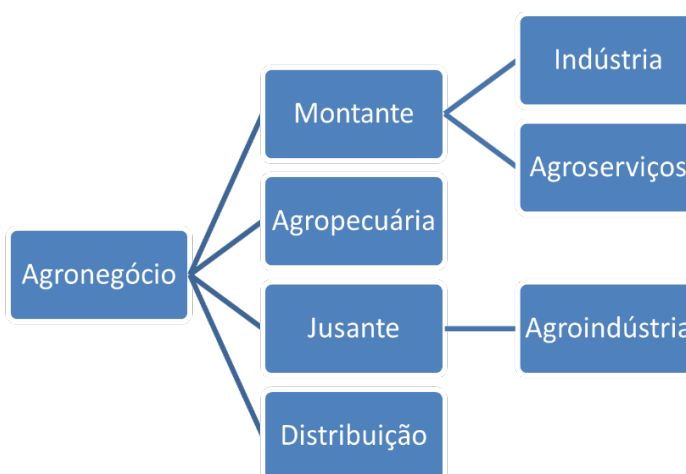 Agronegócio
Montante
Indústria
Agroserviços
Agropecuária
Jusante
Agroindústria
Distribuição